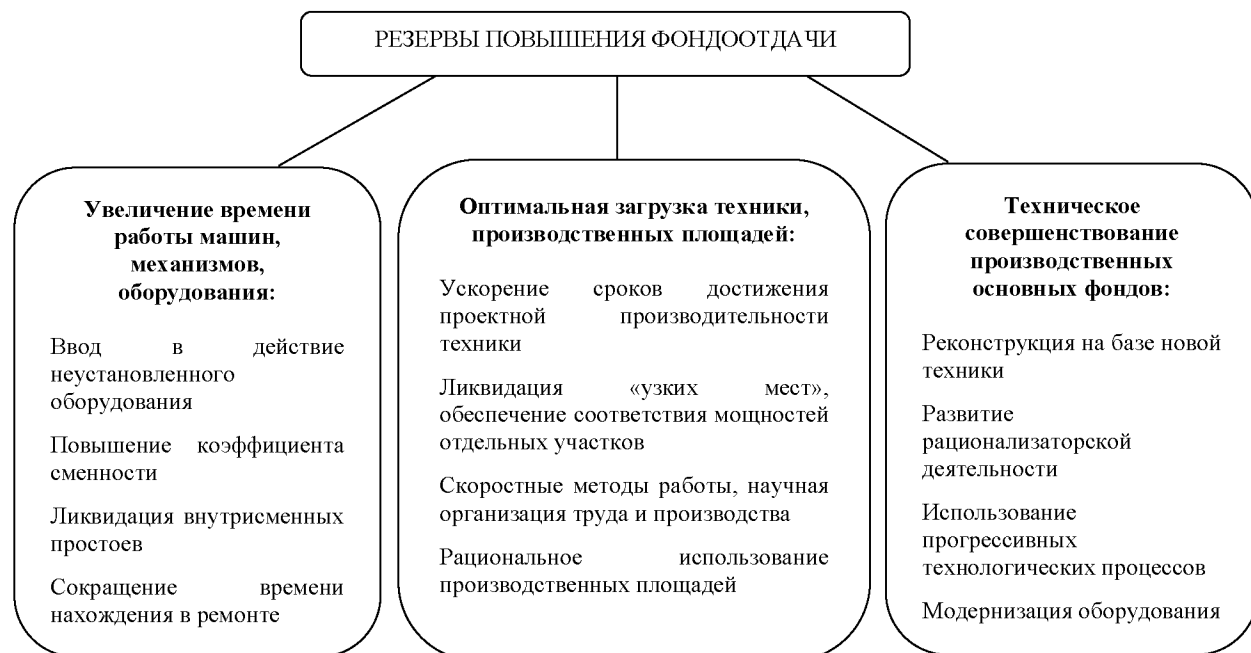 РЕЗЕРВЫ ПОВЫШЕНИЯ ФОНДООТДАЧИ
Увеличение времени
работы машин,
механизмов,
оборудования:
Ввод в действие
неустановленного
оборудования
Повышение коэффициента
сменности
Ликвидация внутрисменных
простоев
Сокращение времени
нахождения в ремонте
Оптимальная загрузка техники,
производственных площадей:
Ускорение сроков достижения
проектной производительности
техники
Ликвидация «узких мест»,
обеспечение соответствия мощностей
отдельных участков
Скоростные методы работы, научная
организация труда и производства
Рациональное использование
производственных площадей
Техническое
совершенствование
производственных
основных фондов:
Реконструкция на базе новой
техники
Развитие
рационализаторской
деятельности
Использование
прогрессивных
технологических процессов
Модернизация оборудования